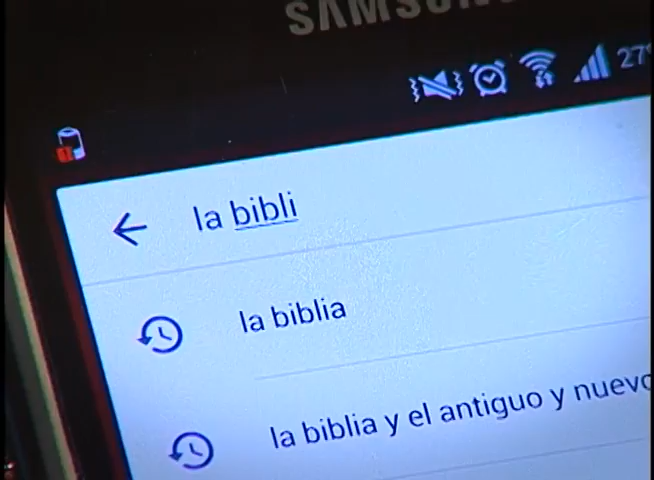 SAMSUNG
27
la bibli
la biblia
la biblia y el antiguo y nuevo